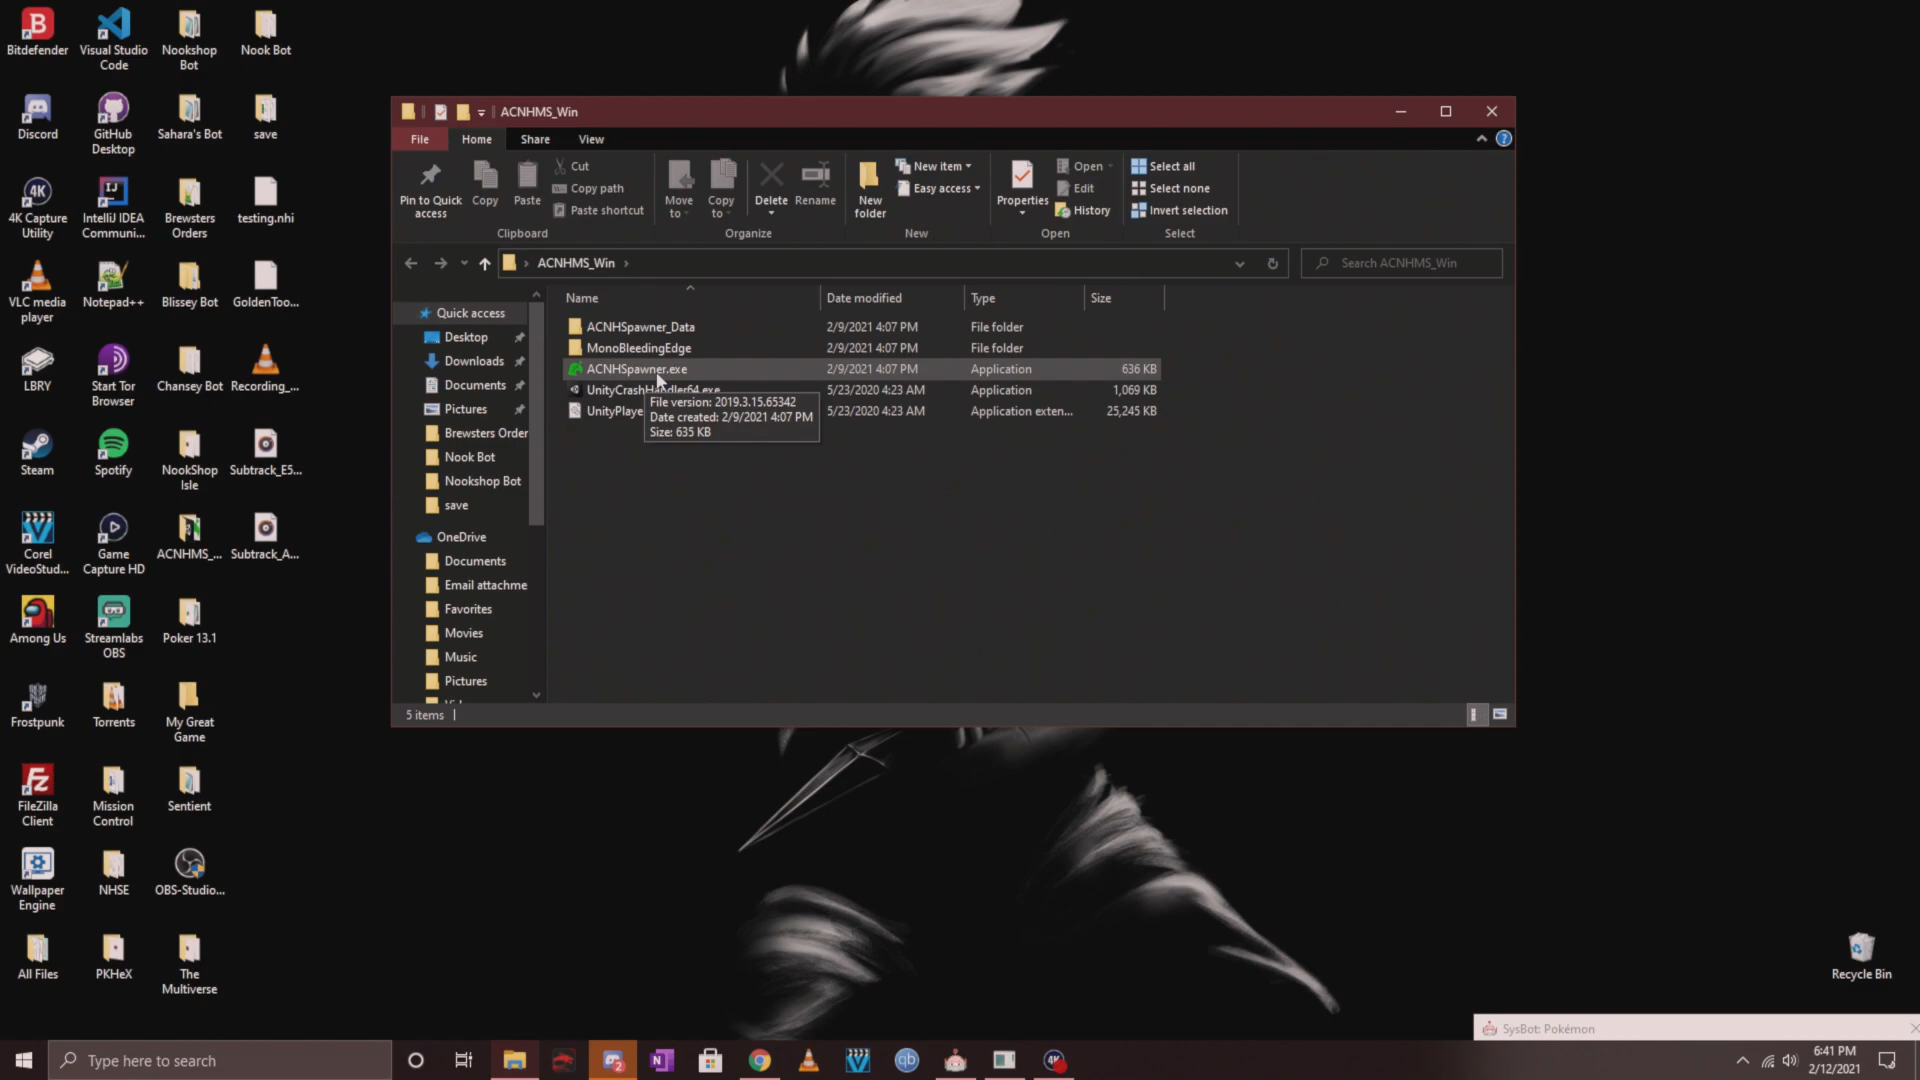 Bitdefender
Visual Studio
Code
Nookshop
Bot
Nook Bot
Discord
GitHub
Desktop
Sahara's Bot
save
4K Capture
Utility
IntelliJ IDEA
Communi...
Brewsters
Orders
testing.nhi
VLC media
player
Notepad++
Blissey Bot
GoldenToo...
LBRY
Start Tor
Browser
Chansey Bot
Recording_...
Steam
Spotify
NookShop
Isle
Subtrack_E5...
Corel
VideoStud...
Game
Capture HD
ACNHMS_...
Subtrack_A...
Among Us
Streamlabs
OBS
Poker 13.1
Frostpunk
Torrents
My Great
Game
FileZilla
Client
Mission
Control
Sentient
Wallpaper
Engine
NHSE
OBS-Studio...
All Files
PKHeX
The
Multiverse
ACNHMS_Win
File Home Share View
Pin to Quick
access
Copy
Paste
Cut
Copy path
Paste shortcut
Clipboard
Move
to
Copy
to
Delete
Rename
Organize
New
folder
New item
Easy access
New
Properties
Open
Edit
History
Open
Select all
Select none
Invert selection
Select
ACNHMS_Win
Search ACNHMS_Win
Quick access
Desktop
Downloads
Documents
Pictures
Brewsters Order
Nook Bot
Nookshop Bot
save
OneDrive
Documents
Email attachme
Favorites
Movies
Music
Pictures
Name Date modified Type Size
ACNHSpawner_Data 2/9/2021 4:07 PM File folder
MonoBleedingEdge 2/9/2021 4:07 PM File folder
ACNHSpawner.exe 2/9/2021 4:07 PM Application 636 KB
UnityCrashHandler64.exe 5/23/2020 4:23 AM Application 1,069 KB
UnityPlaye 5/23/2020 4:23 AM Application exten... 25,245 KB
File version: 2019.3.15.65342
Date created: 2/9/2021 4:07 PM
Size: 635 KB
5 items
Recycle Bin
SysBot: Pokémon
Type here to search
2
6:41 PM
2/12/2021